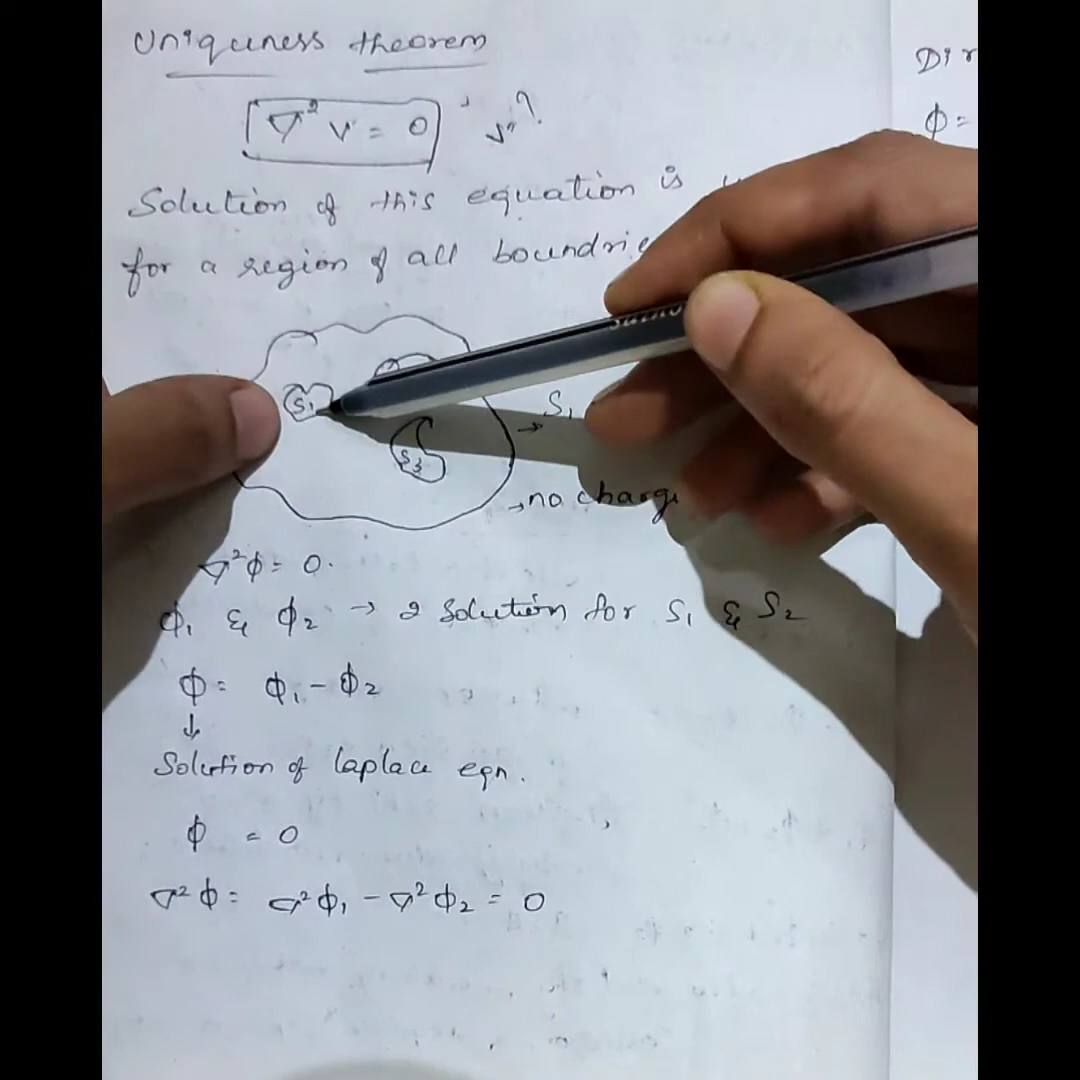 Uniqueness theorem
∇² V = 0
Solution of this equation is
for a region of all boundrie
S₁
S₁
S₃
→ no charge
∇²ϕ = 0.
ϕ₁ & ϕ₂ → 2 solution for S₁ & S₂
ϕ = ϕ₁ - ϕ₂
↓
Solution of laplace eqn.
ϕ = 0
∇²ϕ = ∇²ϕ₁ - ∇²ϕ₂ = 0
Dir
ϕ =